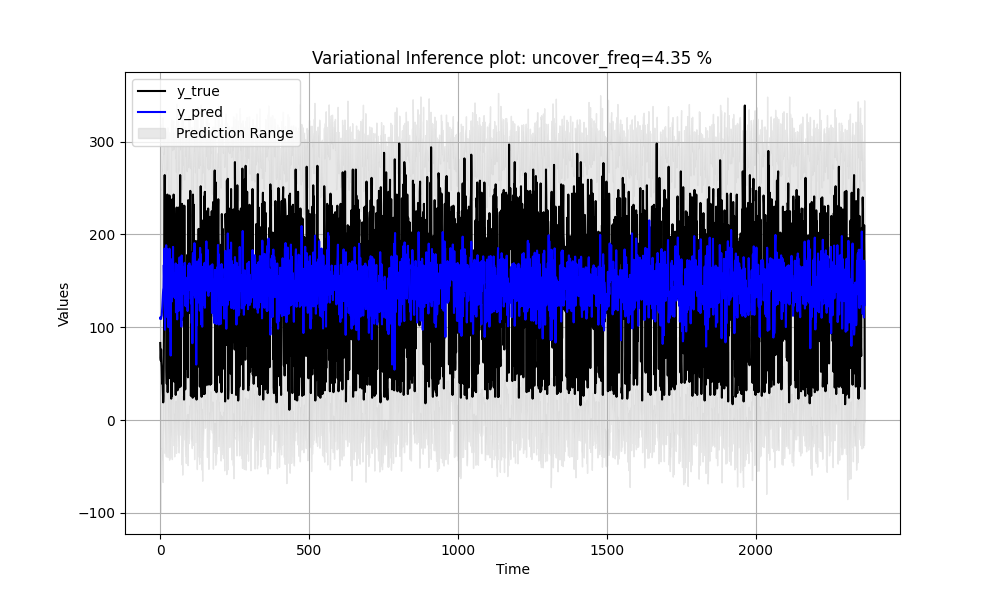 Variational Inference plot: uncover_freq=4.35 %
y_true
y_pred
Prediction Range
Values
300
200
100
0
−100
0 500 1000 1500 2000
Time